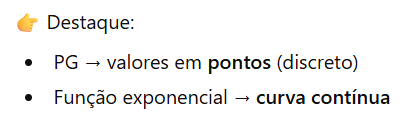 👉 Destaque:
• PG → valores em pontos (discreto)
• Função exponencial → curva contínua